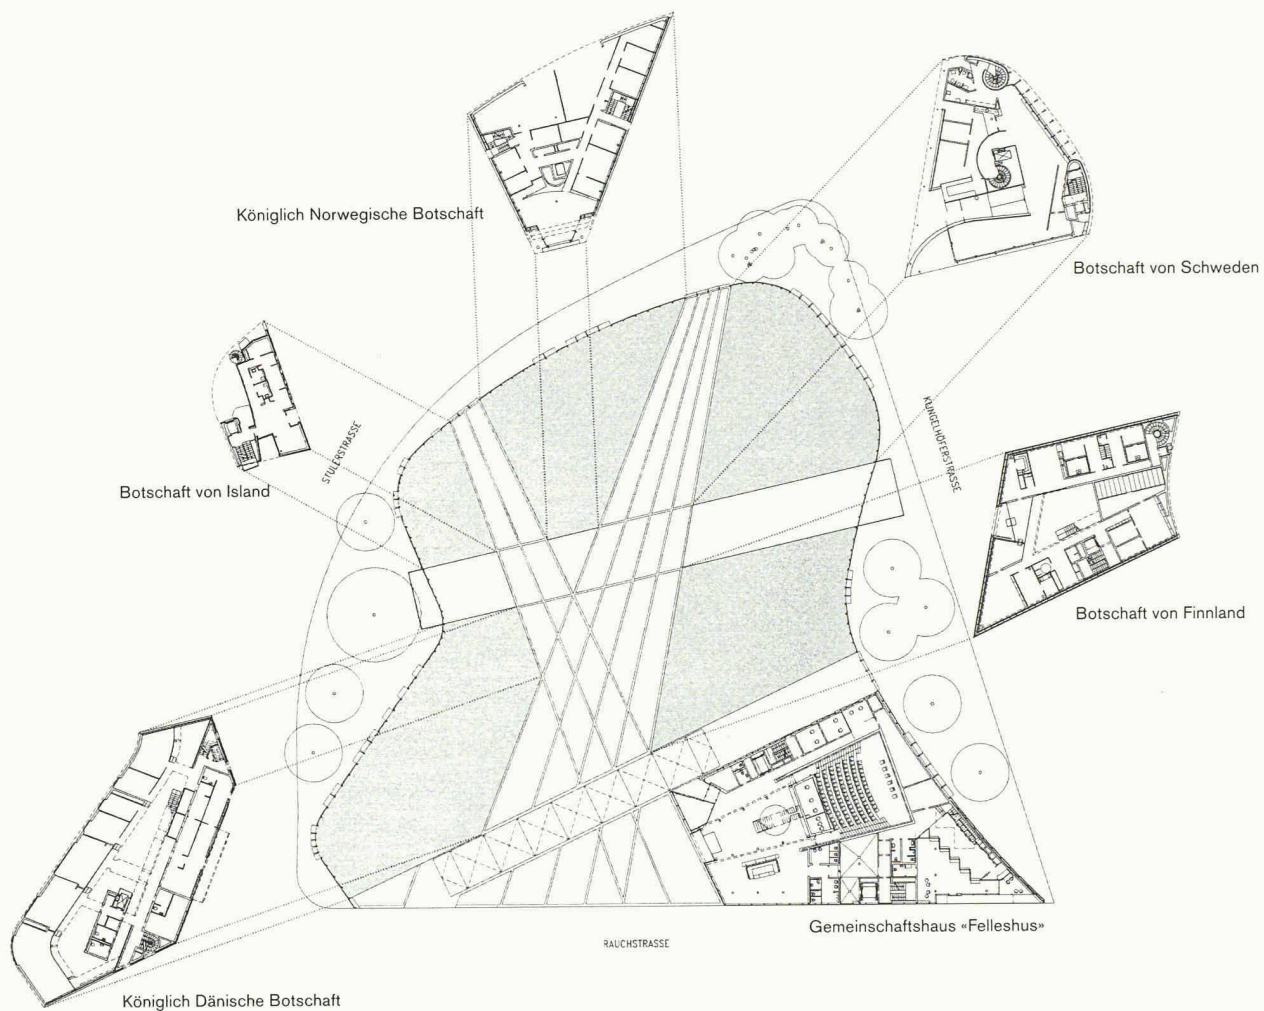 Königlich Norwegische Botschaft
Botschaft von Schweden
STÜLERSTRASSE
KLINGELHÖFERSTRASSE
Botschaft von Island
Botschaft von Finnland
Gemeinschaftshaus «Felleshus»
RAUCHSTRASSE
Königlich Dänische Botschaft